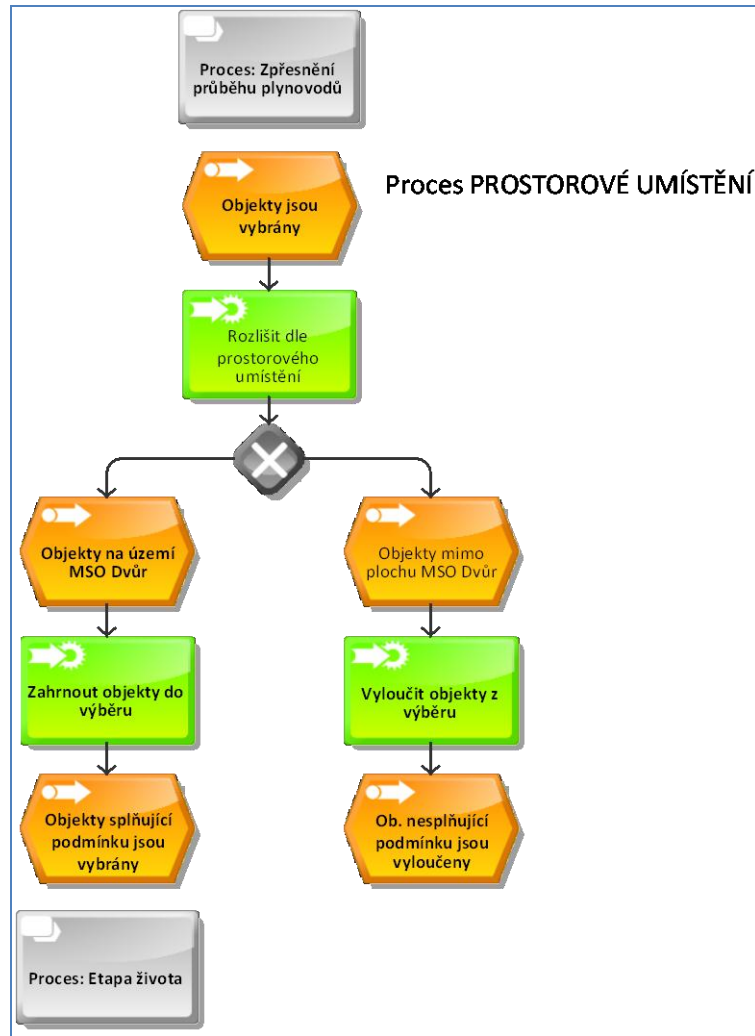 Proces: Zpřesnění
průběhu plynovodů
Proces PROSTOROVÉ UMÍSTĚNÍ
Objekty jsou
vybrány
Rozlišit dle
prostorového
umístění
Objekty na území
MSO Dvůr
Objekty mimo
plochu MSO Dvůr
Zahrnout objekty do
výběru
Vyloučit objekty z
výběru
Objekty splňující
podmínku jsou
vybrány
Ob. nesplňující
podmínku jsou
vyloučeny
Proces: Etapa života